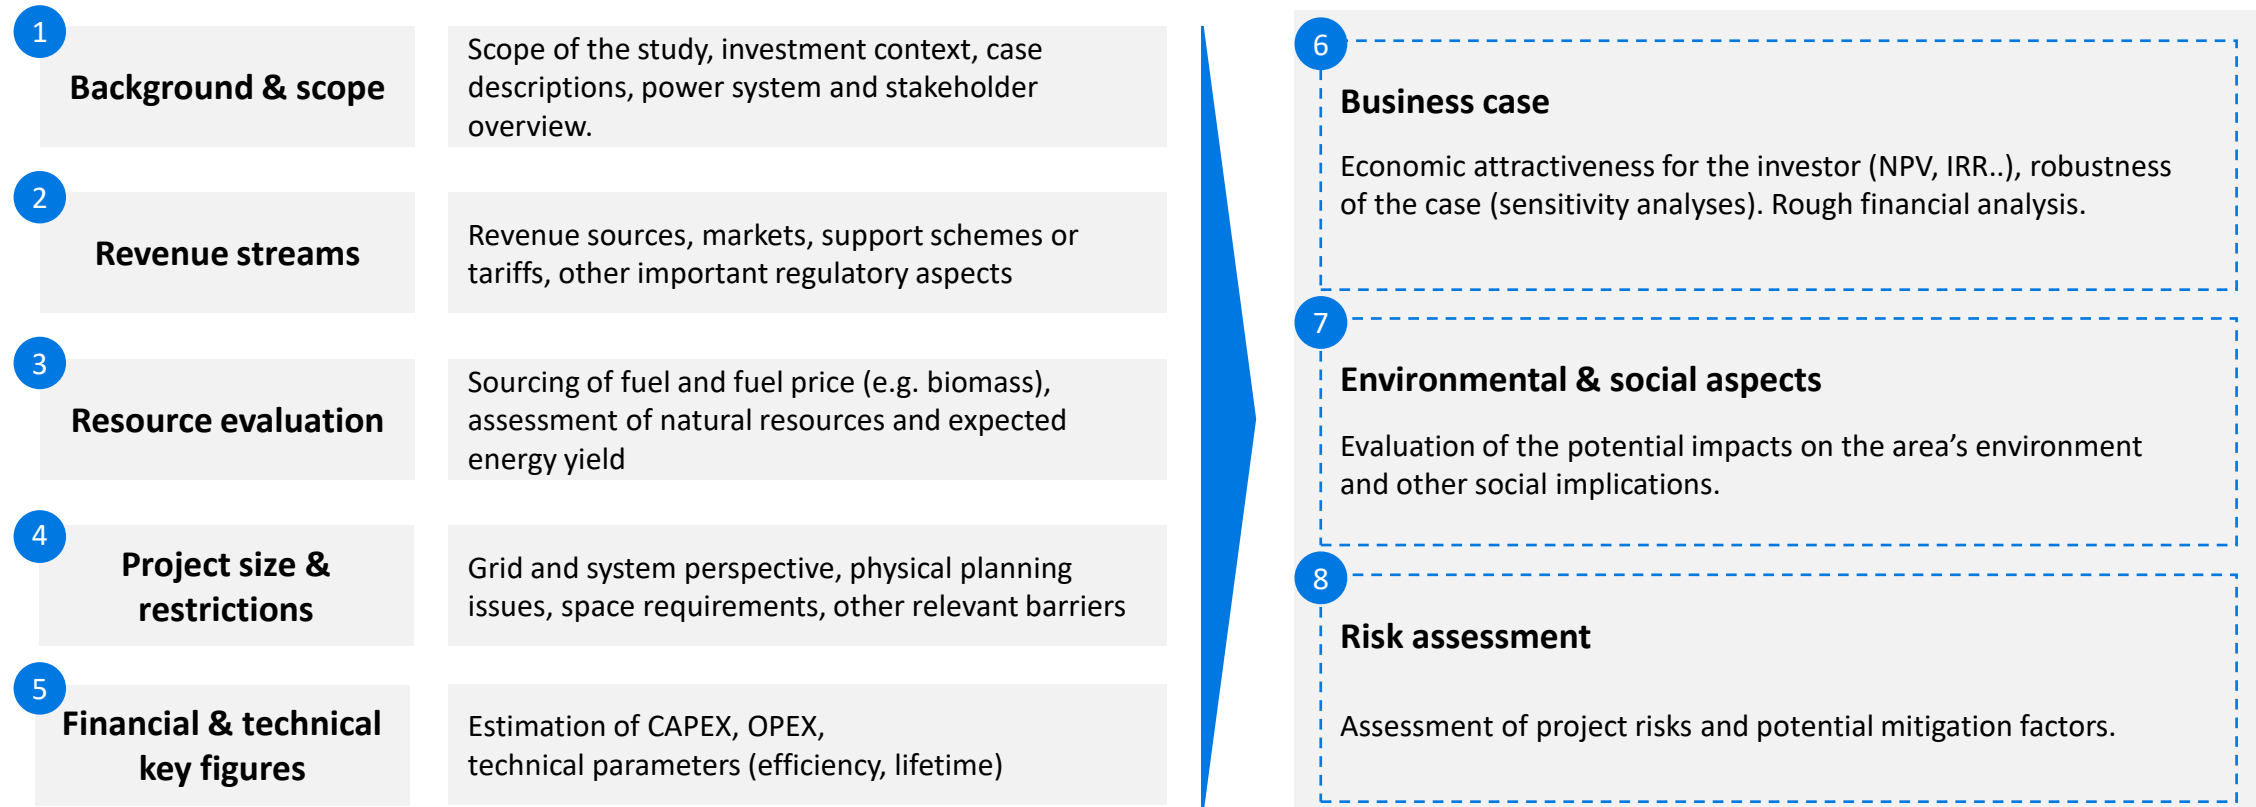 1
Background & scope
Scope of the study, investment context, case
descriptions, power system and stakeholder
overview.
2
Revenue streams
Revenue sources, markets, support schemes or
tariffs, other important regulatory aspects
3
Resource evaluation
Sourcing of fuel and fuel price (e.g. biomass),
assessment of natural resources and expected
energy yield
4
Project size &
restrictions
Grid and system perspective, physical planning
issues, space requirements, other relevant barriers
5
Financial & technical
key figures
Estimation of CAPEX, OPEX,
technical parameters (efficiency, lifetime)
6
Business case
Economic attractiveness for the investor (NPV, IRR..), robustness
of the case (sensitivity analyses). Rough financial analysis.
7
Environmental & social aspects
Evaluation of the potential impacts on the area’s environment
and other social implications.
8
Risk assessment
Assessment of project risks and potential mitigation factors.